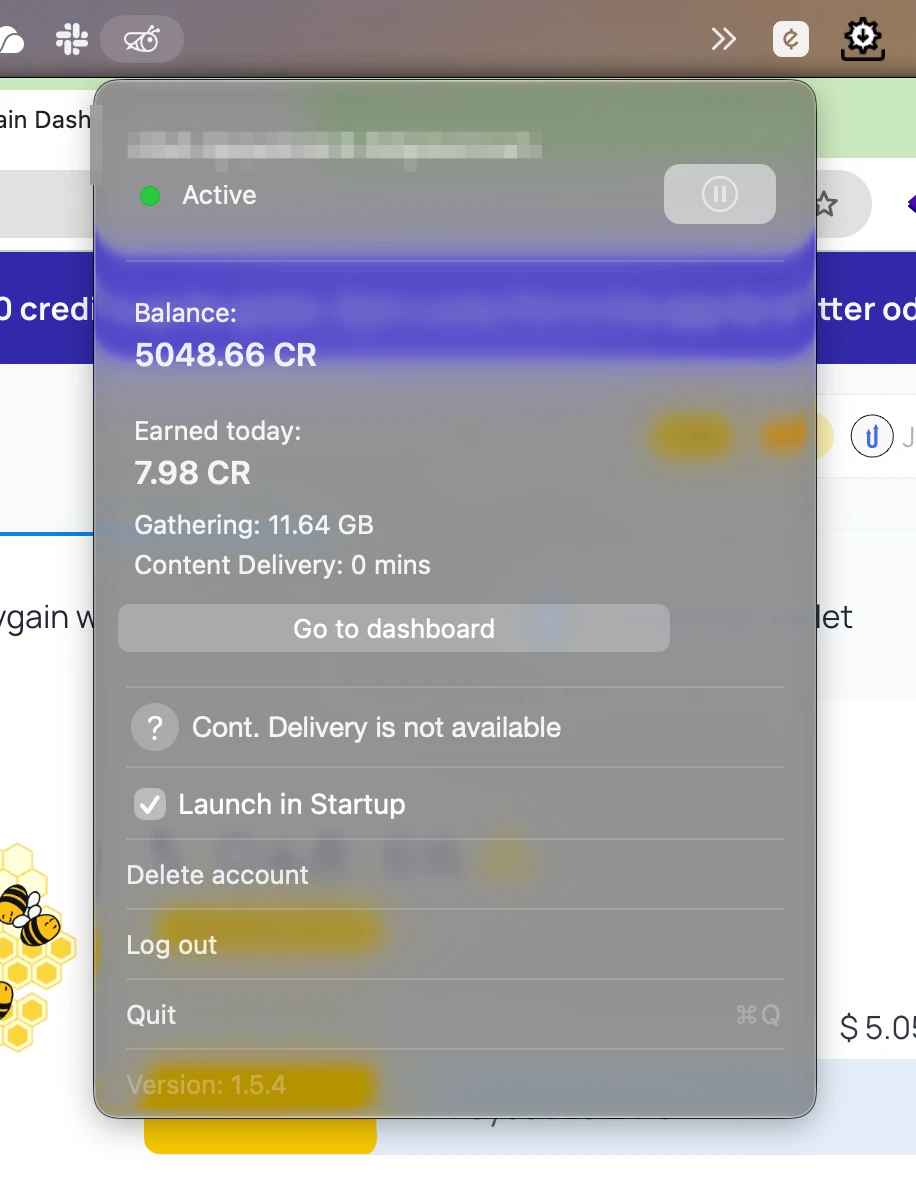 ain Dash
Active
0 credi
tter od
Balance:
5048.66 CR
Earned today:
7.98 CR
J
Gathering: 11.64 GB
Content Delivery: 0 mins
ygain w
let
Go to dashboard
? Cont. Delivery is not available
Launch in Startup
Delete account
Log out
Quit ⌘Q
$ 5.05
Version: 1.5.4